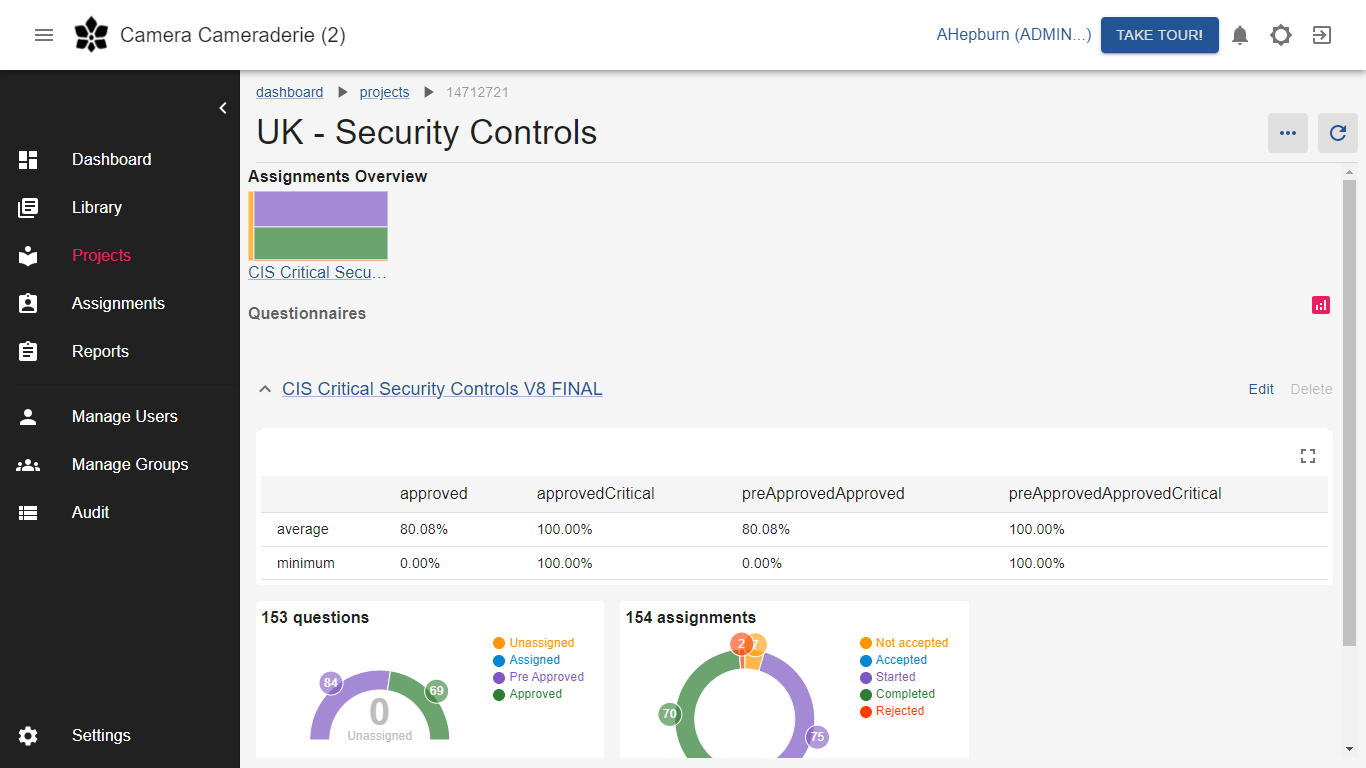 Camera Cameraderie (2)
AHepburn (ADMIN...)
TAKE TOUR!
Dashboard
Library
Projects
Assignments
Reports
Manage Users
Manage Groups
Audit
Settings
dashboard projects 14712721
UK - Security Controls
Assignments Overview
CIS Critical Secu...
Questionnaires
CIS Critical Security Controls V8 FINAL
Edit Delete
approved approvedCritical preApprovedApproved preApprovedApprovedCritical
average 80.08% 100.00% 80.08% 100.00%
minimum 0.00% 100.00% 0.00% 100.00%
153 questions
Unassigned
Assigned
Pre Approved
Approved
84
69
0
Unassigned
154 assignments
Not accepted
Accepted
Started
Completed
Rejected
2
7
70
75